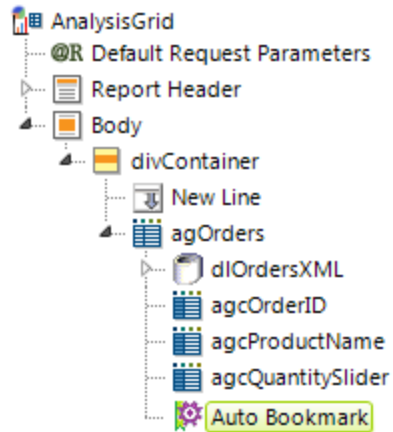 AnalysisGrid
@R Default Request Parameters
Report Header
Body
divContainer
New Line
agOrders
dlOrdersXML
agcOrderID
agcProductName
agcQuantitySlider
Auto Bookmark